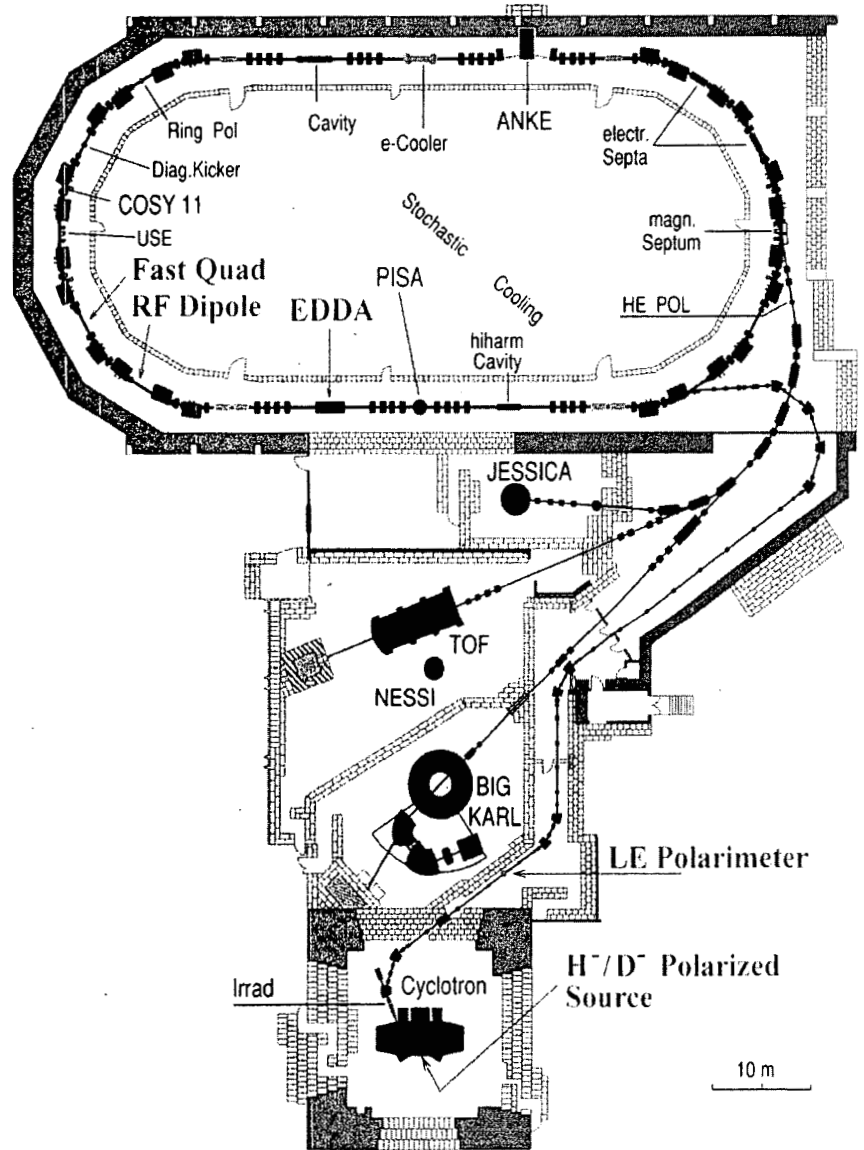 Ring Pol
Cavity
e-Cooler
ANKE
electr.
Septa
Diag.Kicker
COSY 11
USE
Stochastic
Cooling
magn.
Septum
Fast Quad
RF Dipole
EDDA
PISA
HE POL
hiharm
Cavity
JESSICA
TOF
NESSI
BIG
KARL
LE Polarimeter
H⁻/D⁻ Polarized
Source
Irrad
Cyclotron
10 m